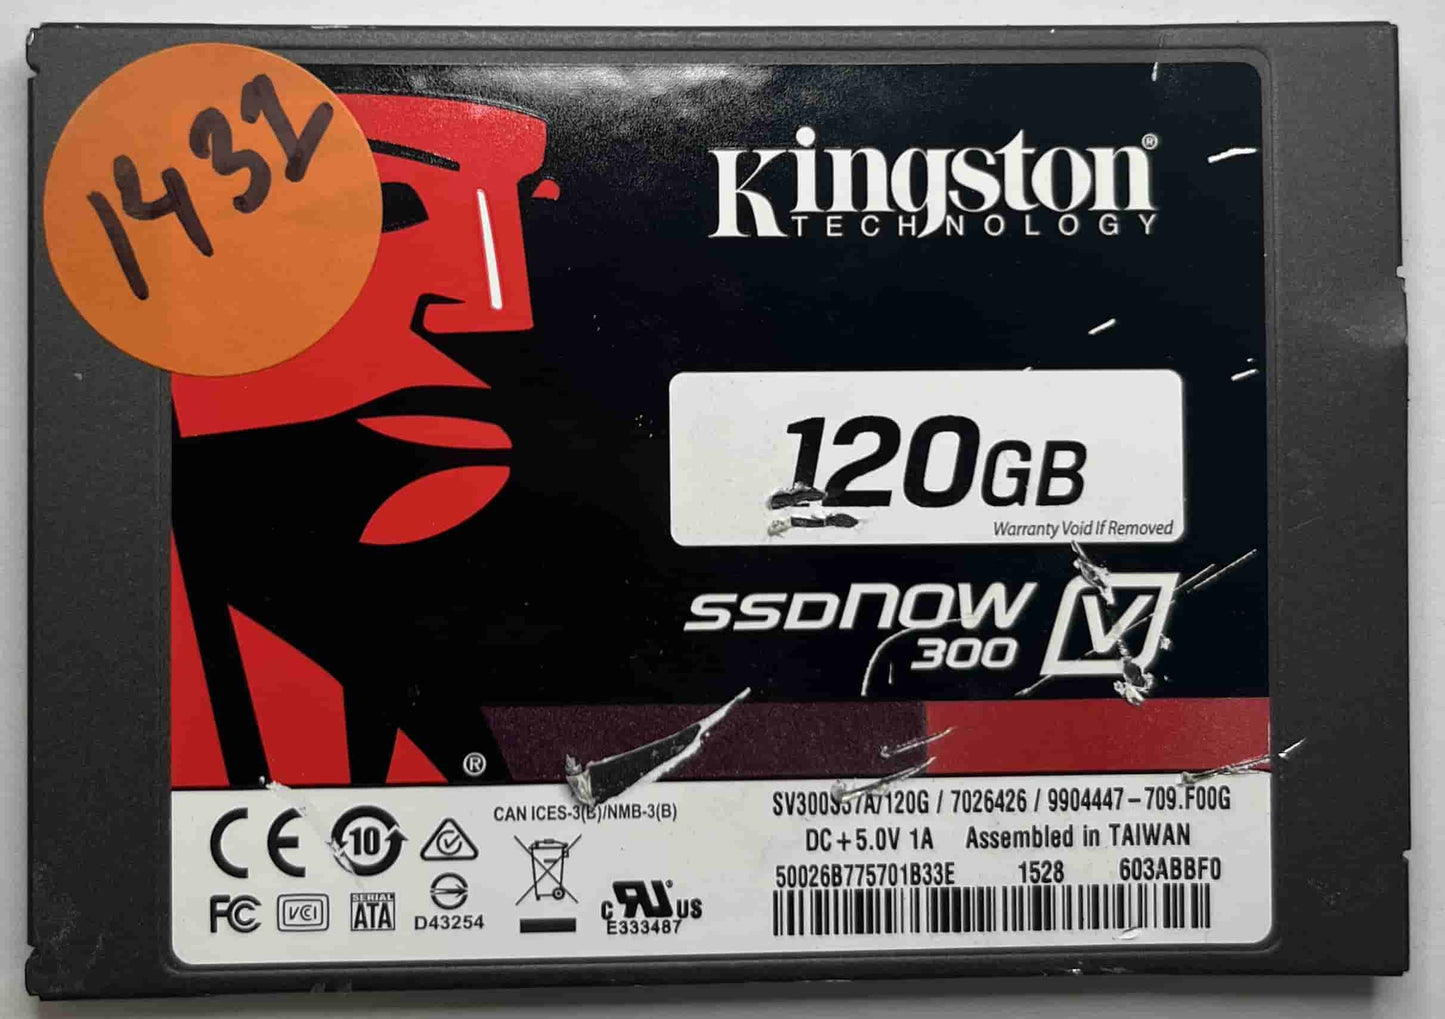 1432
Kingston®
TECHNOLOGY
120GB
Warranty Void If Removed
SSDNOW
300
V
®
CAN ICES-3(B)/NMB-3(B)
SV300S37A/120G / 7026426 / 9904447-709.F00G
DC+5.0V 1A Assembled in TAIWAN
50026B775701B33E 1528 603ABBF0
CE 10
FC VCI SERIAL ATA D43254
c RU US
E333487